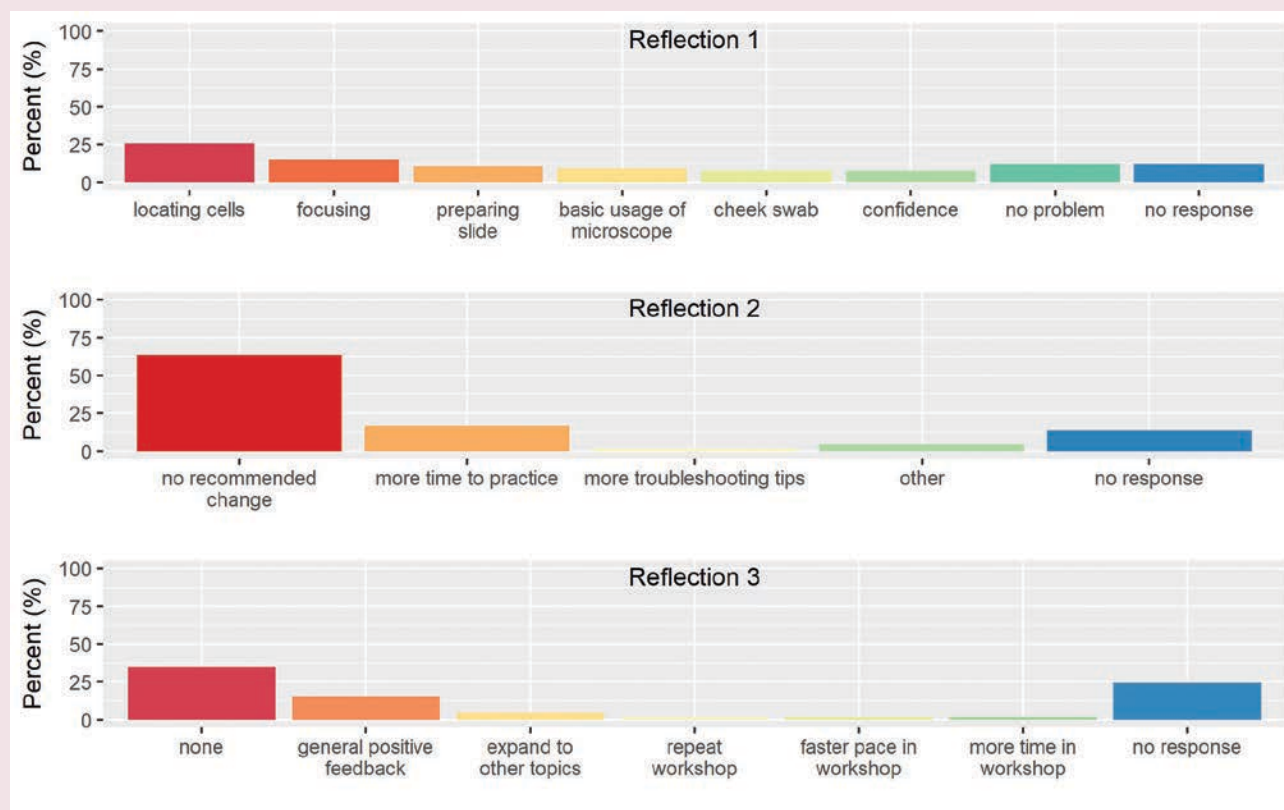 Reflection 1
Percent (%)
100
75
50
25
0
locating cells
focusing
preparing
slide
basic usage of
microscope
cheek swab
confidence
no problem
no response
Reflection 2
Percent (%)
100
75
50
25
0
no recommended
change
more time to practice
more troubleshooting tips
other
no response
Reflection 3
Percent (%)
100
75
50
25
0
none
general positive
feedback
expand to
other topics
repeat
workshop
faster pace in
workshop
more time in
workshop
no response